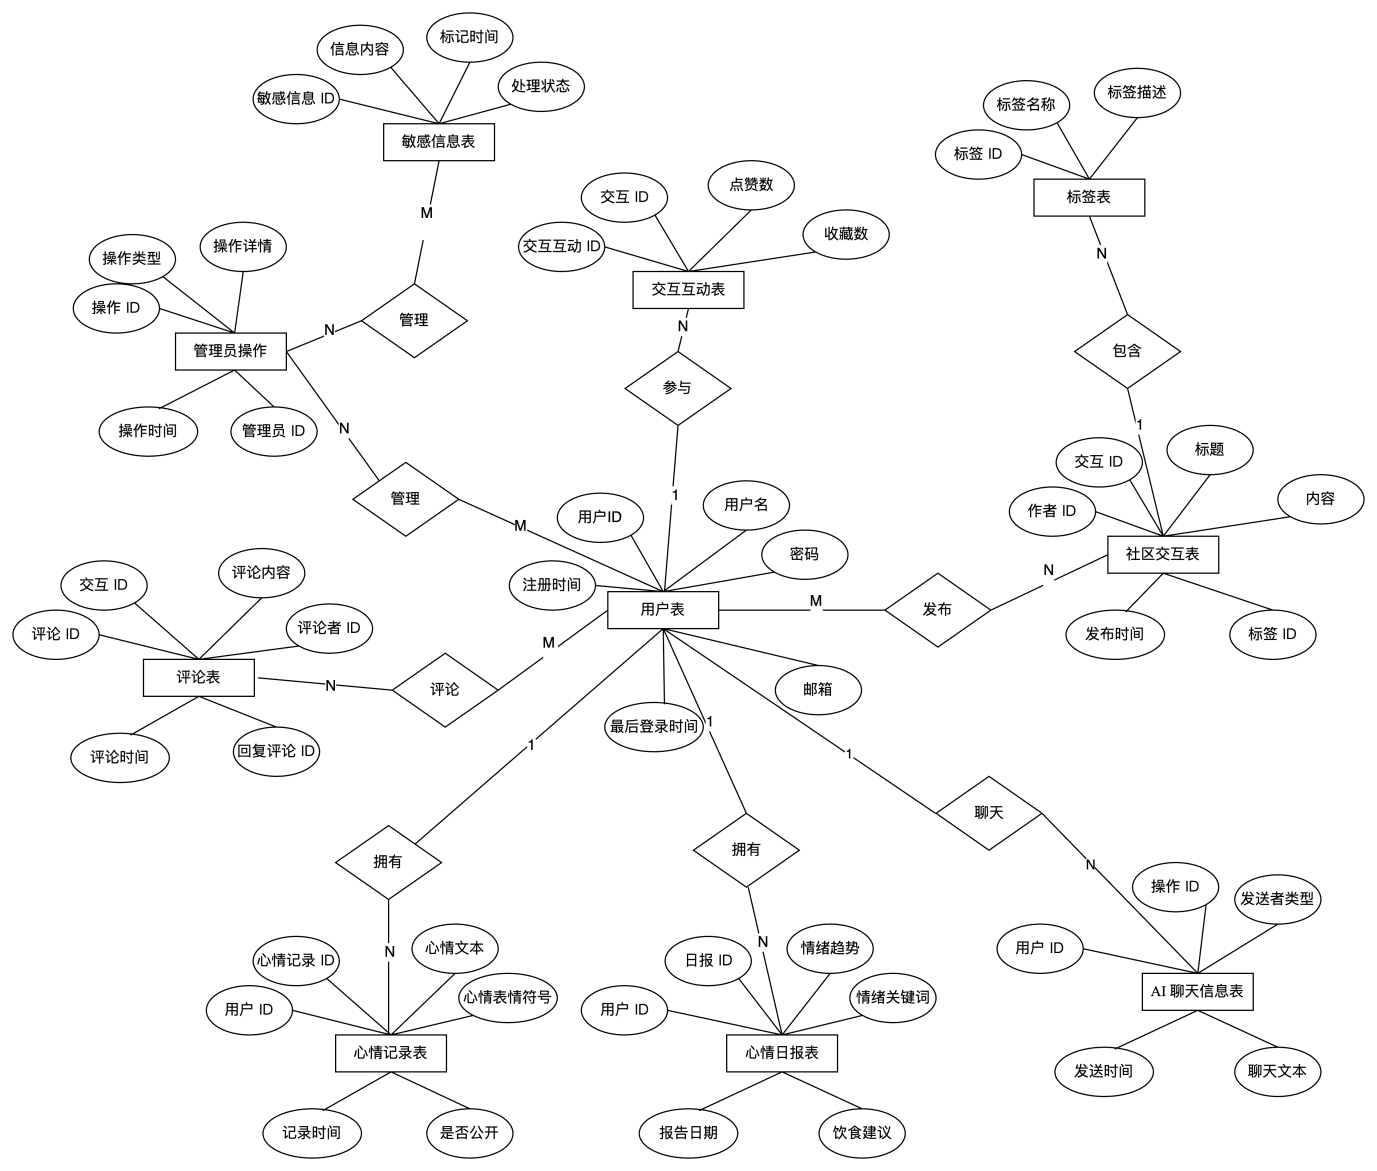 标记时间
信息内容
处理状态
敏感信息 ID
敏感信息表
M
管理
N
操作详情
操作类型
操作 ID
管理员操作
操作时间
管理员 ID
N
管理
M
标签描述
标签名称
标签 ID
标签表
N
包含
1
点赞数
交互 ID
收藏数
交互互动 ID
交互互动表
N
参与
1
标题
交互 ID
内容
作者 ID
社区交互表
发布时间
标签 ID
用户名
用户ID
密码
注册时间
用户表
邮箱
最后登录时间
M
发布
N
评论内容
交互 ID
评论者 ID
评论 ID
评论表
评论时间
回复评论 ID
N
评论
M
1
拥有
N
心情文本
心情记录 ID
心情表情符号
用户 ID
心情记录表
记录时间
是否公开
1
拥有
N
情绪趋势
日报 ID
情绪关键词
用户 ID
心情日报表
报告日期
饮食建议
1
聊天
N
操作 ID
发送者类型
用户 ID
AI 聊天信息表
发送时间
聊天文本